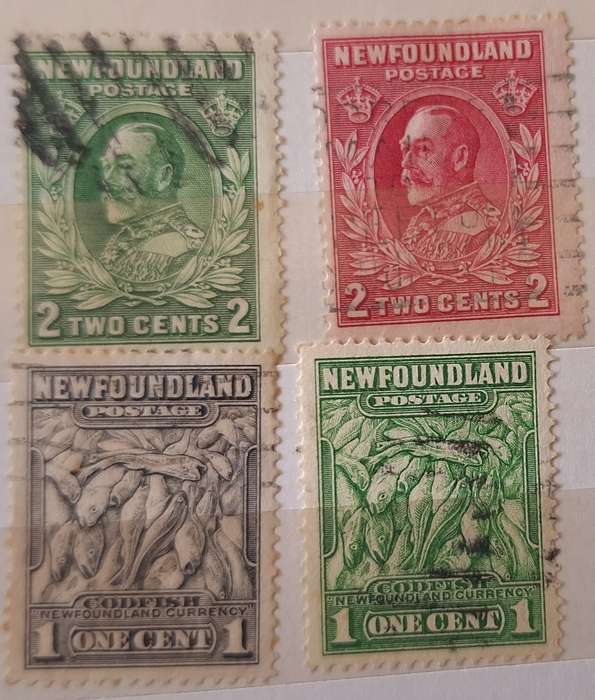 NEWFOUNDLAND
POSTAGE
2 TWO CENTS 2
NEWFOUNDLAND
POSTAGE
2 TWO CENTS 2
NEWFOUNDLAND
POSTAGE
CODFISH
"NEWFOUNDLAND CURRENCY"
1 ONE CENT 1
NEWFOUNDLAND
POSTAGE
CODFISH
"NEWFOUNDLAND CURRENCY"
1 ONE CENT 1